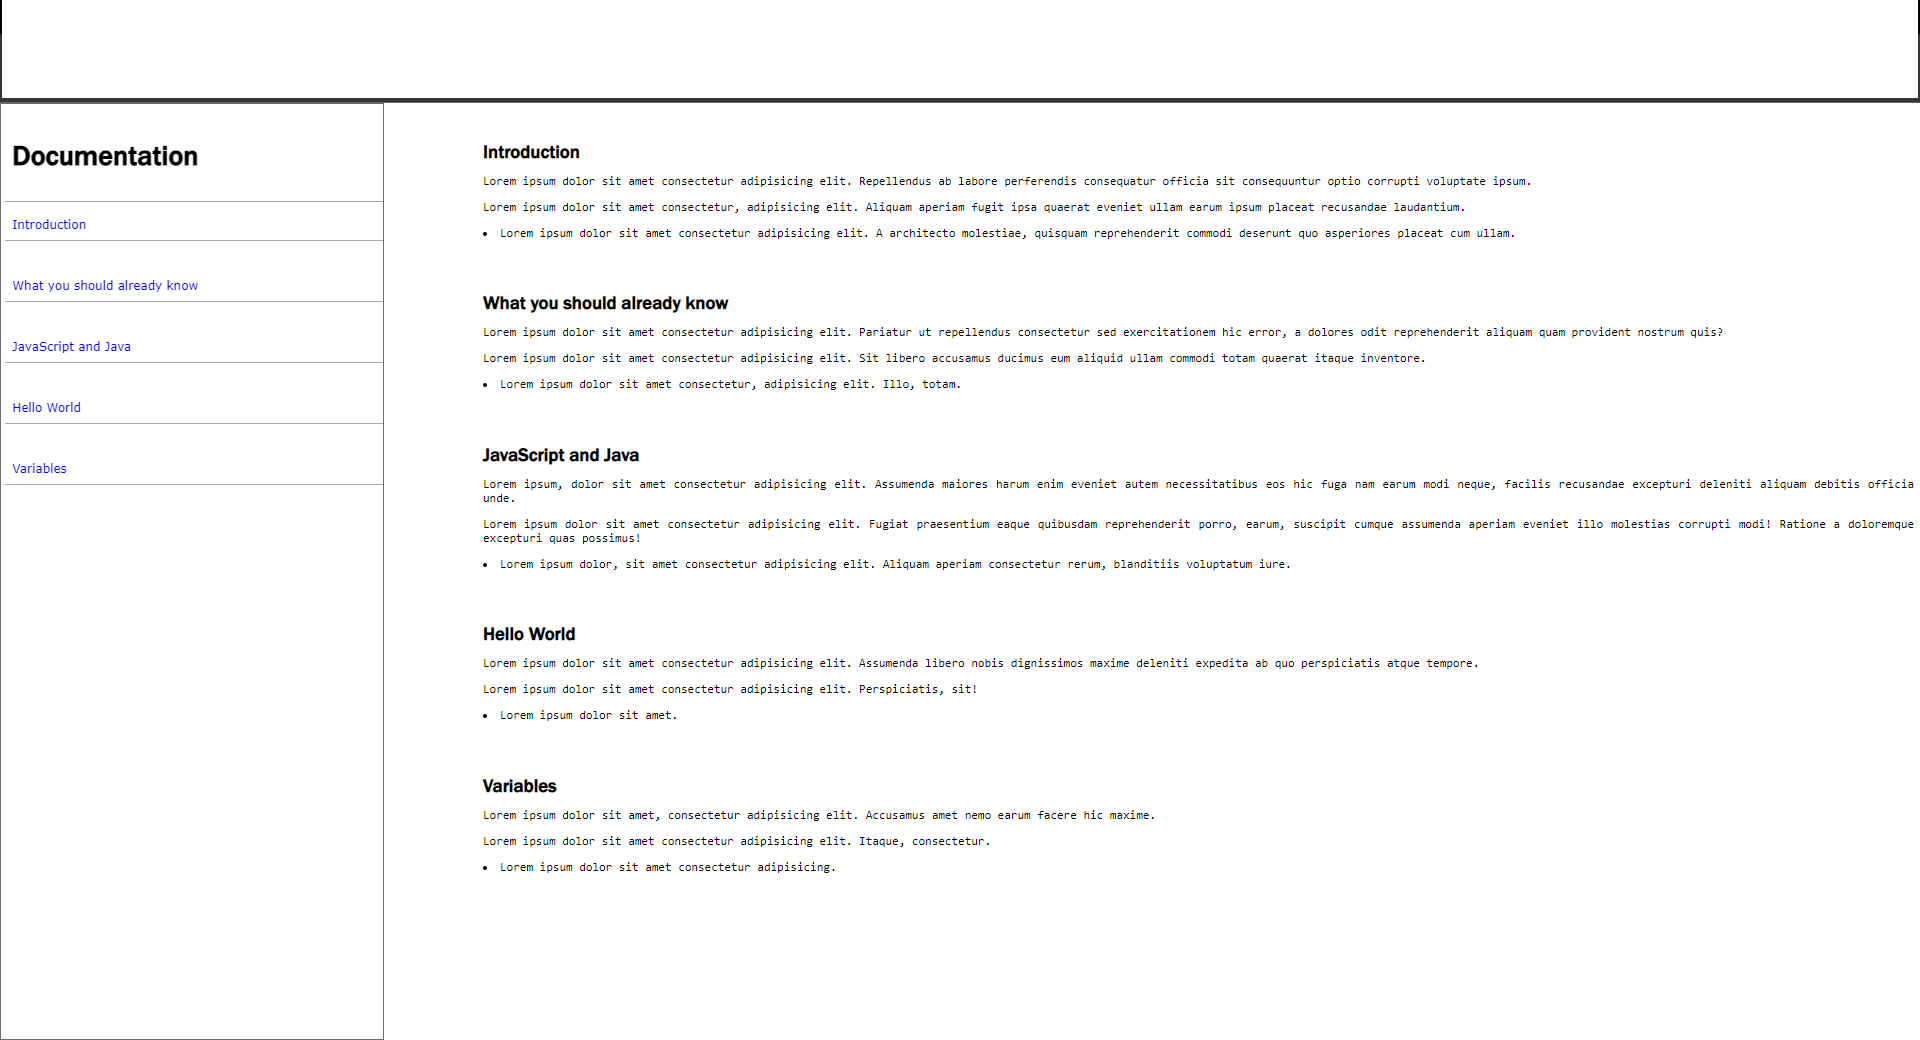 Documentation
Introduction
What you should already know
JavaScript and Java
Hello World
Variables
Introduction
Lorem ipsum dolor sit amet consectetur adipisicing elit. Repellendus ab labore perferendis consequatur officia sit consequuntur optio corrupti voluptate ipsum.
Lorem ipsum dolor sit amet consectetur, adipisicing elit. Aliquam aperiam fugit ipsa quaerat eveniet ullam earum ipsum placeat recusandae laudantium.
• Lorem ipsum dolor sit amet consectetur adipisicing elit. A architecto molestiae, quisquam reprehenderit commodi deserunt quo asperiores placeat cum ullam.
What you should already know
Lorem ipsum dolor sit amet consectetur adipisicing elit. Pariatur ut repellendus consectetur sed exercitationem hic error, a dolores odit reprehenderit aliquam quam provident nostrum quis?
Lorem ipsum dolor sit amet consectetur adipisicing elit. Sit libero accusamus ducimus eum aliquid ullam commodi totam quaerat itaque inventore.
• Lorem ipsum dolor sit amet consectetur, adipisicing elit. Illo, totam.
JavaScript and Java
Lorem ipsum, dolor sit amet consectetur adipisicing elit. Assumenda maiores harum enim eveniet autem necessitatibus eos hic fuga nam earum modi neque, facilis recusandae excepturi deleniti aliquam debitis officia
unde.
Lorem ipsum dolor sit amet consectetur adipisicing elit. Fugiat praesentium eaque quibusdam reprehenderit porro, earum, suscipit cumque assumenda aperiam eveniet illo molestias corrupti modi! Ratione a doloremque
excepturi quas possimus!
• Lorem ipsum dolor, sit amet consectetur adipisicing elit. Aliquam aperiam consectetur rerum, blanditiis voluptatum iure.
Hello World
Lorem ipsum dolor sit amet consectetur adipisicing elit. Assumenda libero nobis dignissimos maxime deleniti expedita ab quo perspiciatis atque tempore.
Lorem ipsum dolor sit amet consectetur adipisicing elit. Perspiciatis, sit!
• Lorem ipsum dolor sit amet.
Variables
Lorem ipsum dolor sit amet, consectetur adipisicing elit. Accusamus amet nemo earum facere hic maxime.
Lorem ipsum dolor sit amet consectetur adipisicing elit. Itaque, consectetur.
• Lorem ipsum dolor sit amet consectetur adipisicing.